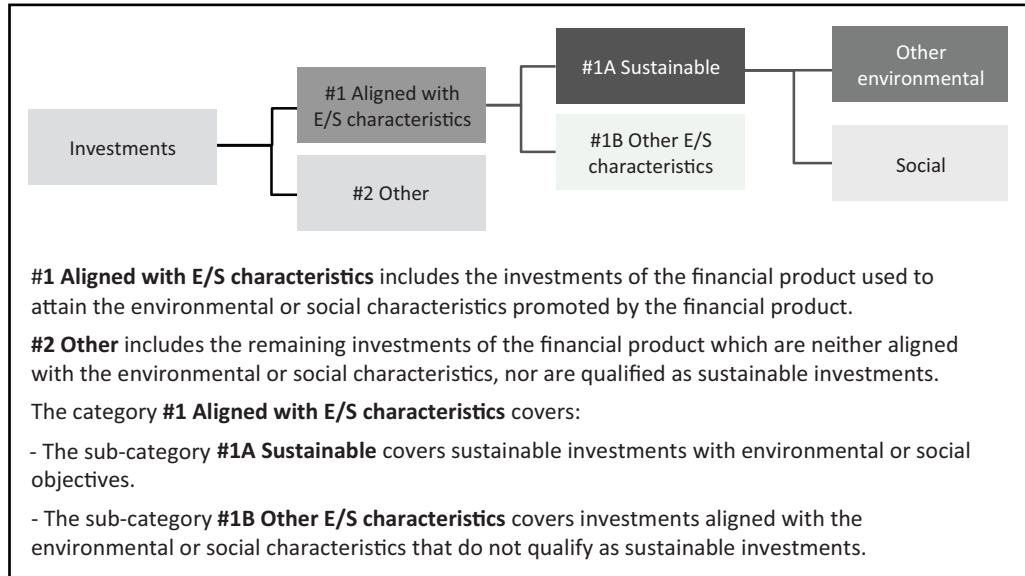 Investments
#1 Aligned with
E/S characteristics
#2 Other
#1A Sustainable
#1B Other E/S
characteristics
Other
environmental
Social
#1 Aligned with E/S characteristics includes the investments of the financial product used to
attain the environmental or social characteristics promoted by the financial product.
#2 Other includes the remaining investments of the financial product which are neither aligned
with the environmental or social characteristics, nor are qualified as sustainable investments.
The category #1 Aligned with E/S characteristics covers:
- The sub-category #1A Sustainable covers sustainable investments with environmental or social
objectives.
- The sub-category #1B Other E/S characteristics covers investments aligned with the
environmental or social characteristics that do not qualify as sustainable investments.